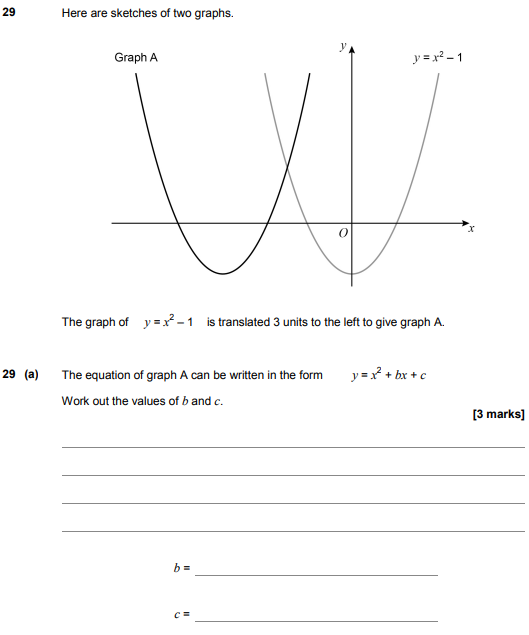 29 Here are sketches of two graphs.
Graph A
y
y = x² – 1
O
x
The graph of y = x² – 1 is translated 3 units to the left to give graph A.
29 (a) The equation of graph A can be written in the form y = x² + bx + c
Work out the values of b and c.
[3 marks]
b =
c =